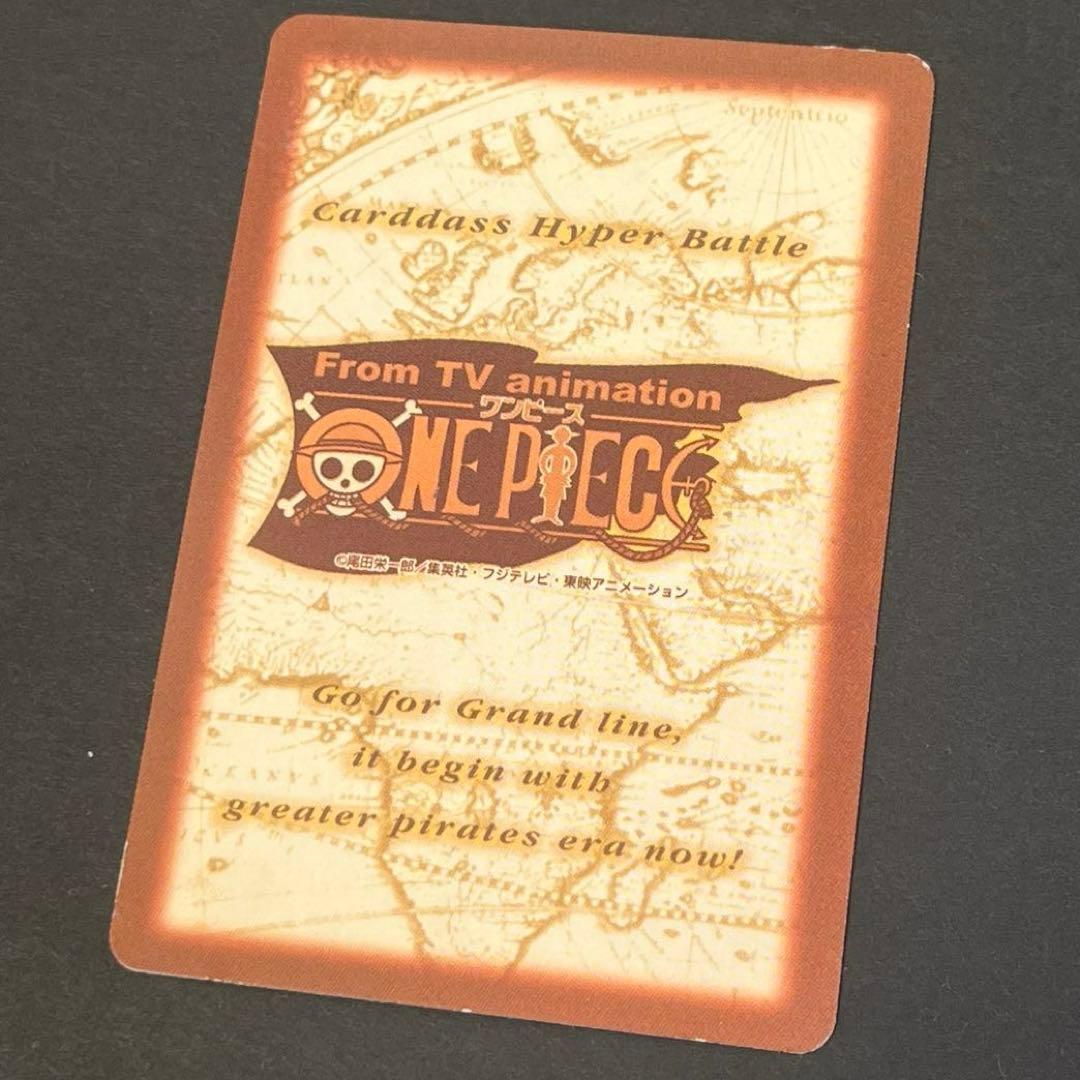 Septentrio
Carddass Hyper Battle
From TV animation
ワンピース
ONE PIECE
©尾田栄一郎／集英社・フジテレビ・東映アニメーション
Go for Grand line,
it begin with
greater pirates era now!